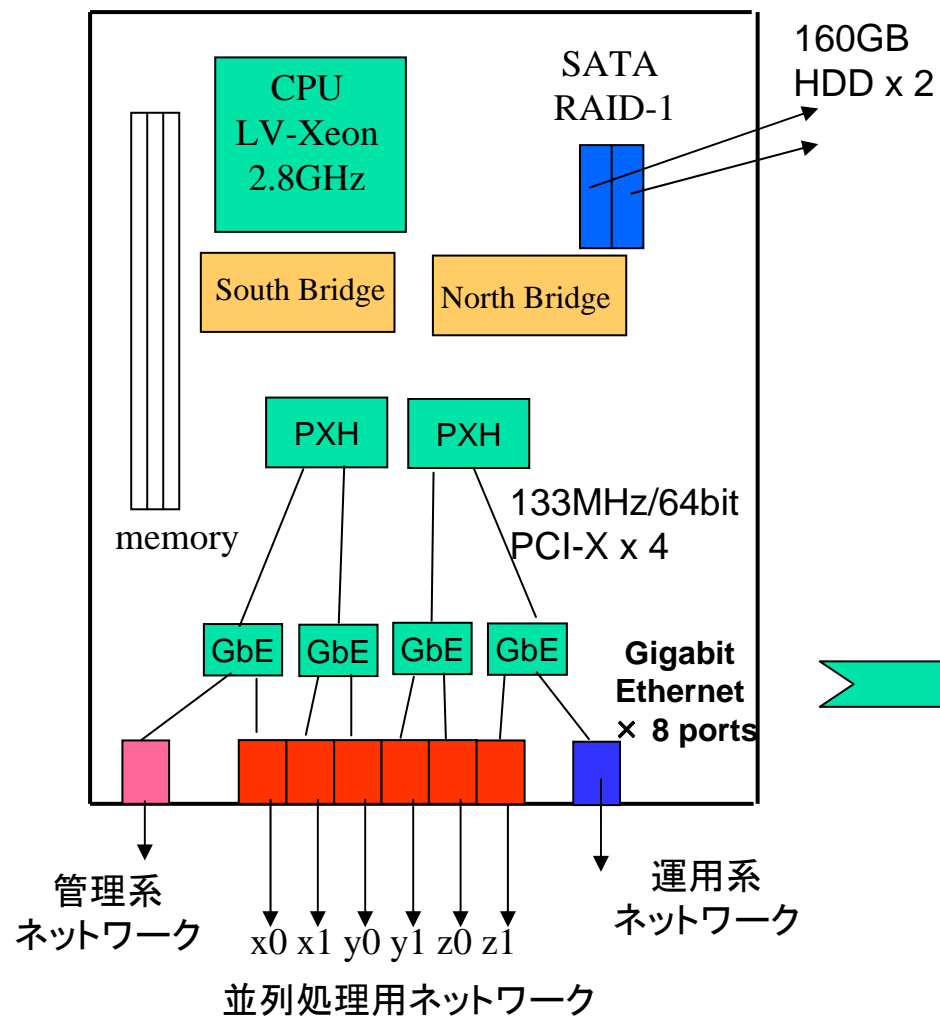 160GB
HDD x 2
SATA
RAID-1
CPU
LV-Xeon
2.8GHz
South Bridge
North Bridge
PXH
PXH
133MHz/64bit
PCI-X x 4
memory
GbE
GbE
GbE
GbE
Gigabit
Ethernet
× 8 ports
管理系
ネットワーク
運用系
ネットワーク
x0 x1 y0 y1 z0 z1
並列処理用ネットワーク